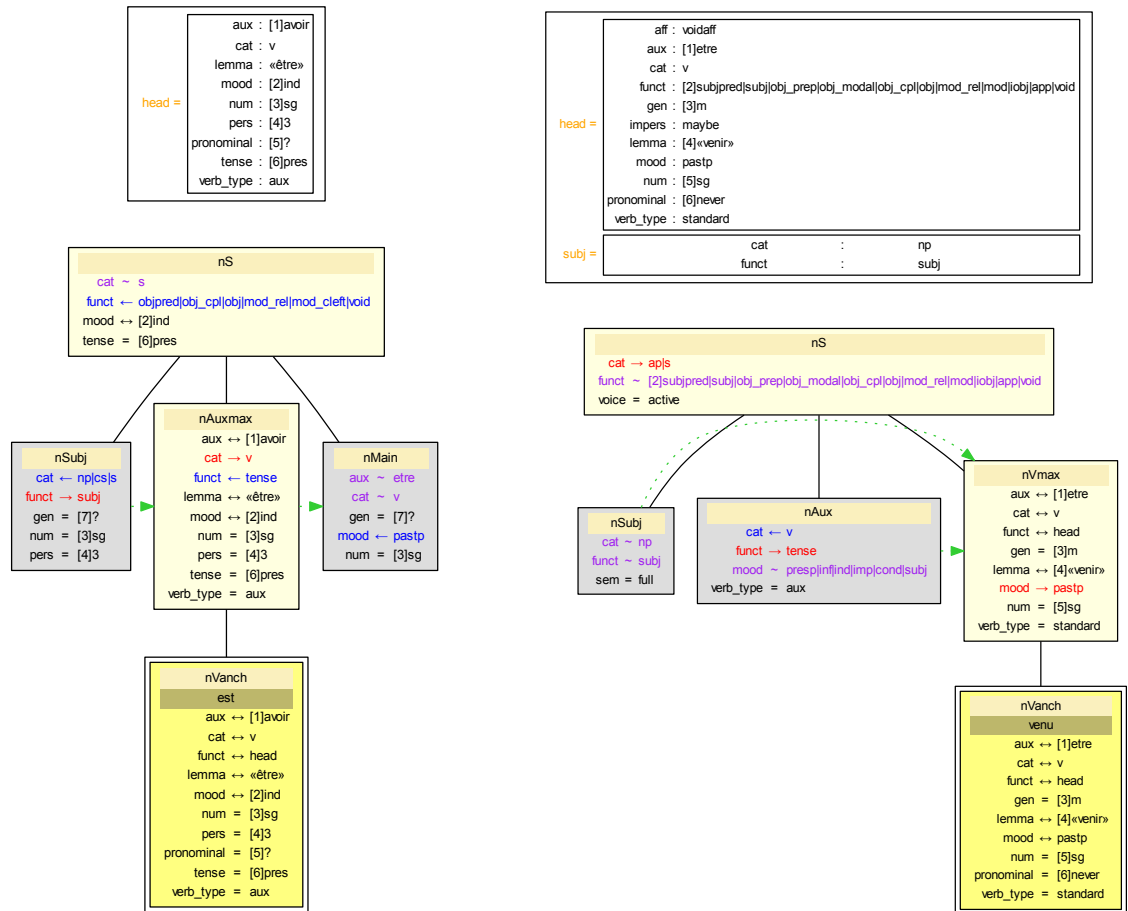 head =
aux : [1]avoir
cat : v
lemma : «être»
mood : [2]ind
num : [3]sg
pers : [4]3
pronominal : [5]?
tense : [6]pres
verb_type : aux
head =
aff : voidaff
aux : [1]etre
cat : v
funct : [2]subjpred|subj|obj_prep|obj_modal|obj_cpl|obj|mod_rel|mod|iobj|app|void
gen : [3]m
impers : maybe
lemma : [4]«venir»
mood : pastp
num : [5]sg
pronominal : [6]never
verb_type : standard
subj =
cat : np
funct : subj
nS
cat ~ s
funct ← objpred|obj_cpl|obj|mod_rel|mod_cleft|void
mood ↔ [2]ind
tense = [6]pres
nSubj
cat ← np|cs|s
funct → subj
gen = [7]?
num = [3]sg
pers = [4]3
nAuxmax
aux ↔ [1]avoir
cat → v
funct ← tense
lemma ↔ «être»
mood ↔ [2]ind
num = [3]sg
pers = [4]3
tense = [6]pres
verb_type = aux
nMain
aux ~ etre
cat ~ v
gen = [7]?
mood ← pastp
num = [3]sg
nVanch
est
aux ↔ [1]avoir
cat ↔ v
funct ↔ head
lemma ↔ «être»
mood ↔ [2]ind
num = [3]sg
pers = [4]3
pronominal = [5]?
tense = [6]pres
verb_type = aux
nS
cat → ap|s
funct ~ [2]subjpred|subj|obj_prep|obj_modal|obj_cpl|obj|mod_rel|mod|iobj|app|void
voice = active
nSubj
cat ~ np
funct ~ subj
sem = full
nAux
cat ← v
funct → tense
mood ~ presp|inf|ind|imp|cond|subj
verb_type = aux
nVmax
aux ↔ [1]etre
cat ↔ v
funct ↔ head
gen = [3]m
lemma ↔ [4]«venir»
mood → pastp
num = [5]sg
verb_type = standard
nVanch
venu
aux ↔ [1]etre
cat ↔ v
funct ↔ head
gen = [3]m
lemma ↔ [4]«venir»
mood ↔ pastp
num = [5]sg
pronominal = [6]never
verb_type = standard